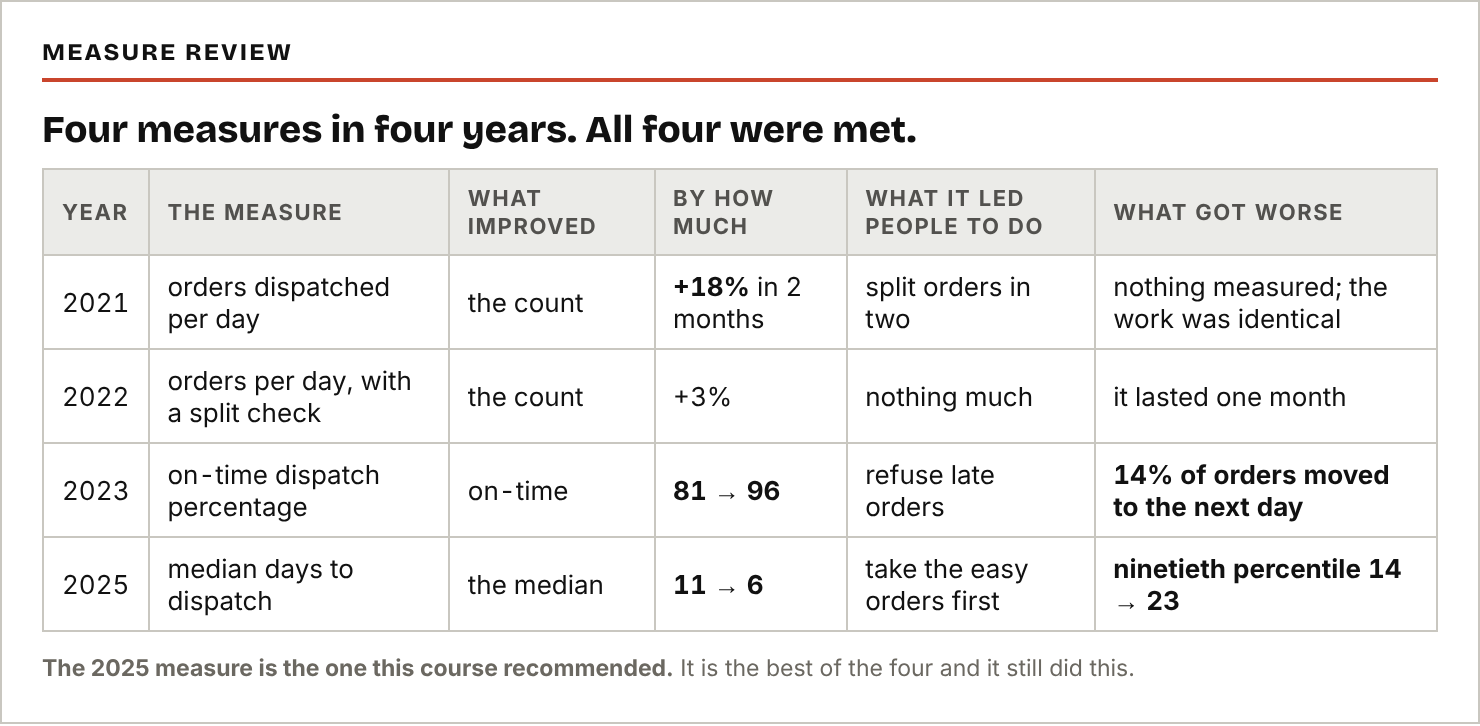 MEASURE REVIEW
Four measures in four years. All four were met.
YEAR
THE MEASURE
WHAT
IMPROVED
BY HOW
MUCH
WHAT IT LED
PEOPLE TO DO
WHAT GOT WORSE
2021
orders dispatched
per day
the count
+18% in 2
months
split orders in
two
nothing measured; the
work was identical
2022
orders per day, with
a split check
the count
+3%
nothing much
it lasted one month
2023
on-time dispatch
percentage
on-time
81 → 96
refuse late
orders
14% of orders moved
to the next day
2025
median days to
dispatch
the median
11 → 6
take the easy
orders first
ninetieth percentile 14
→ 23
The 2025 measure is the one this course recommended. It is the best of the four and it still did this.